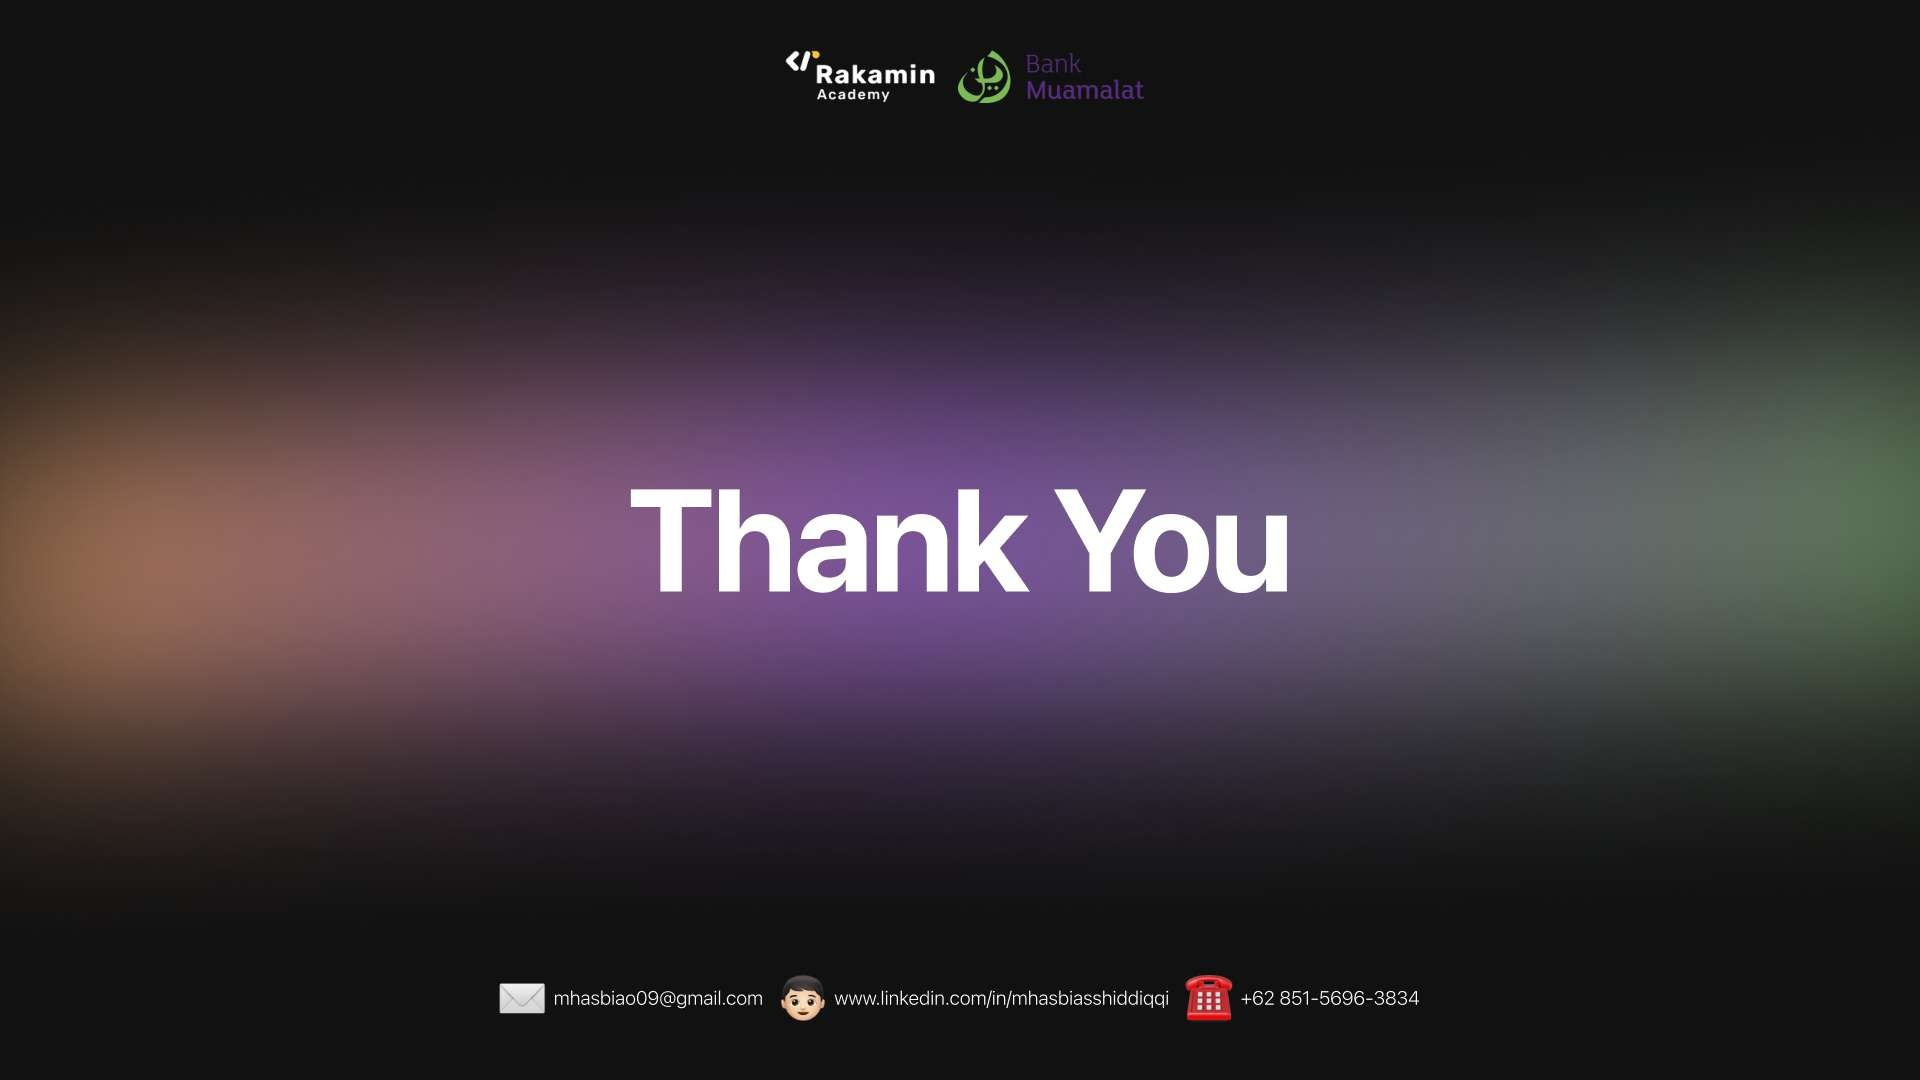 Rakamin
Academy
Bank
Muamalat
Thank You
mhasbiao09@gmail.com
www.linkedin.com/in/mhasbiasshiddiqqi
+62 851-5696-3834